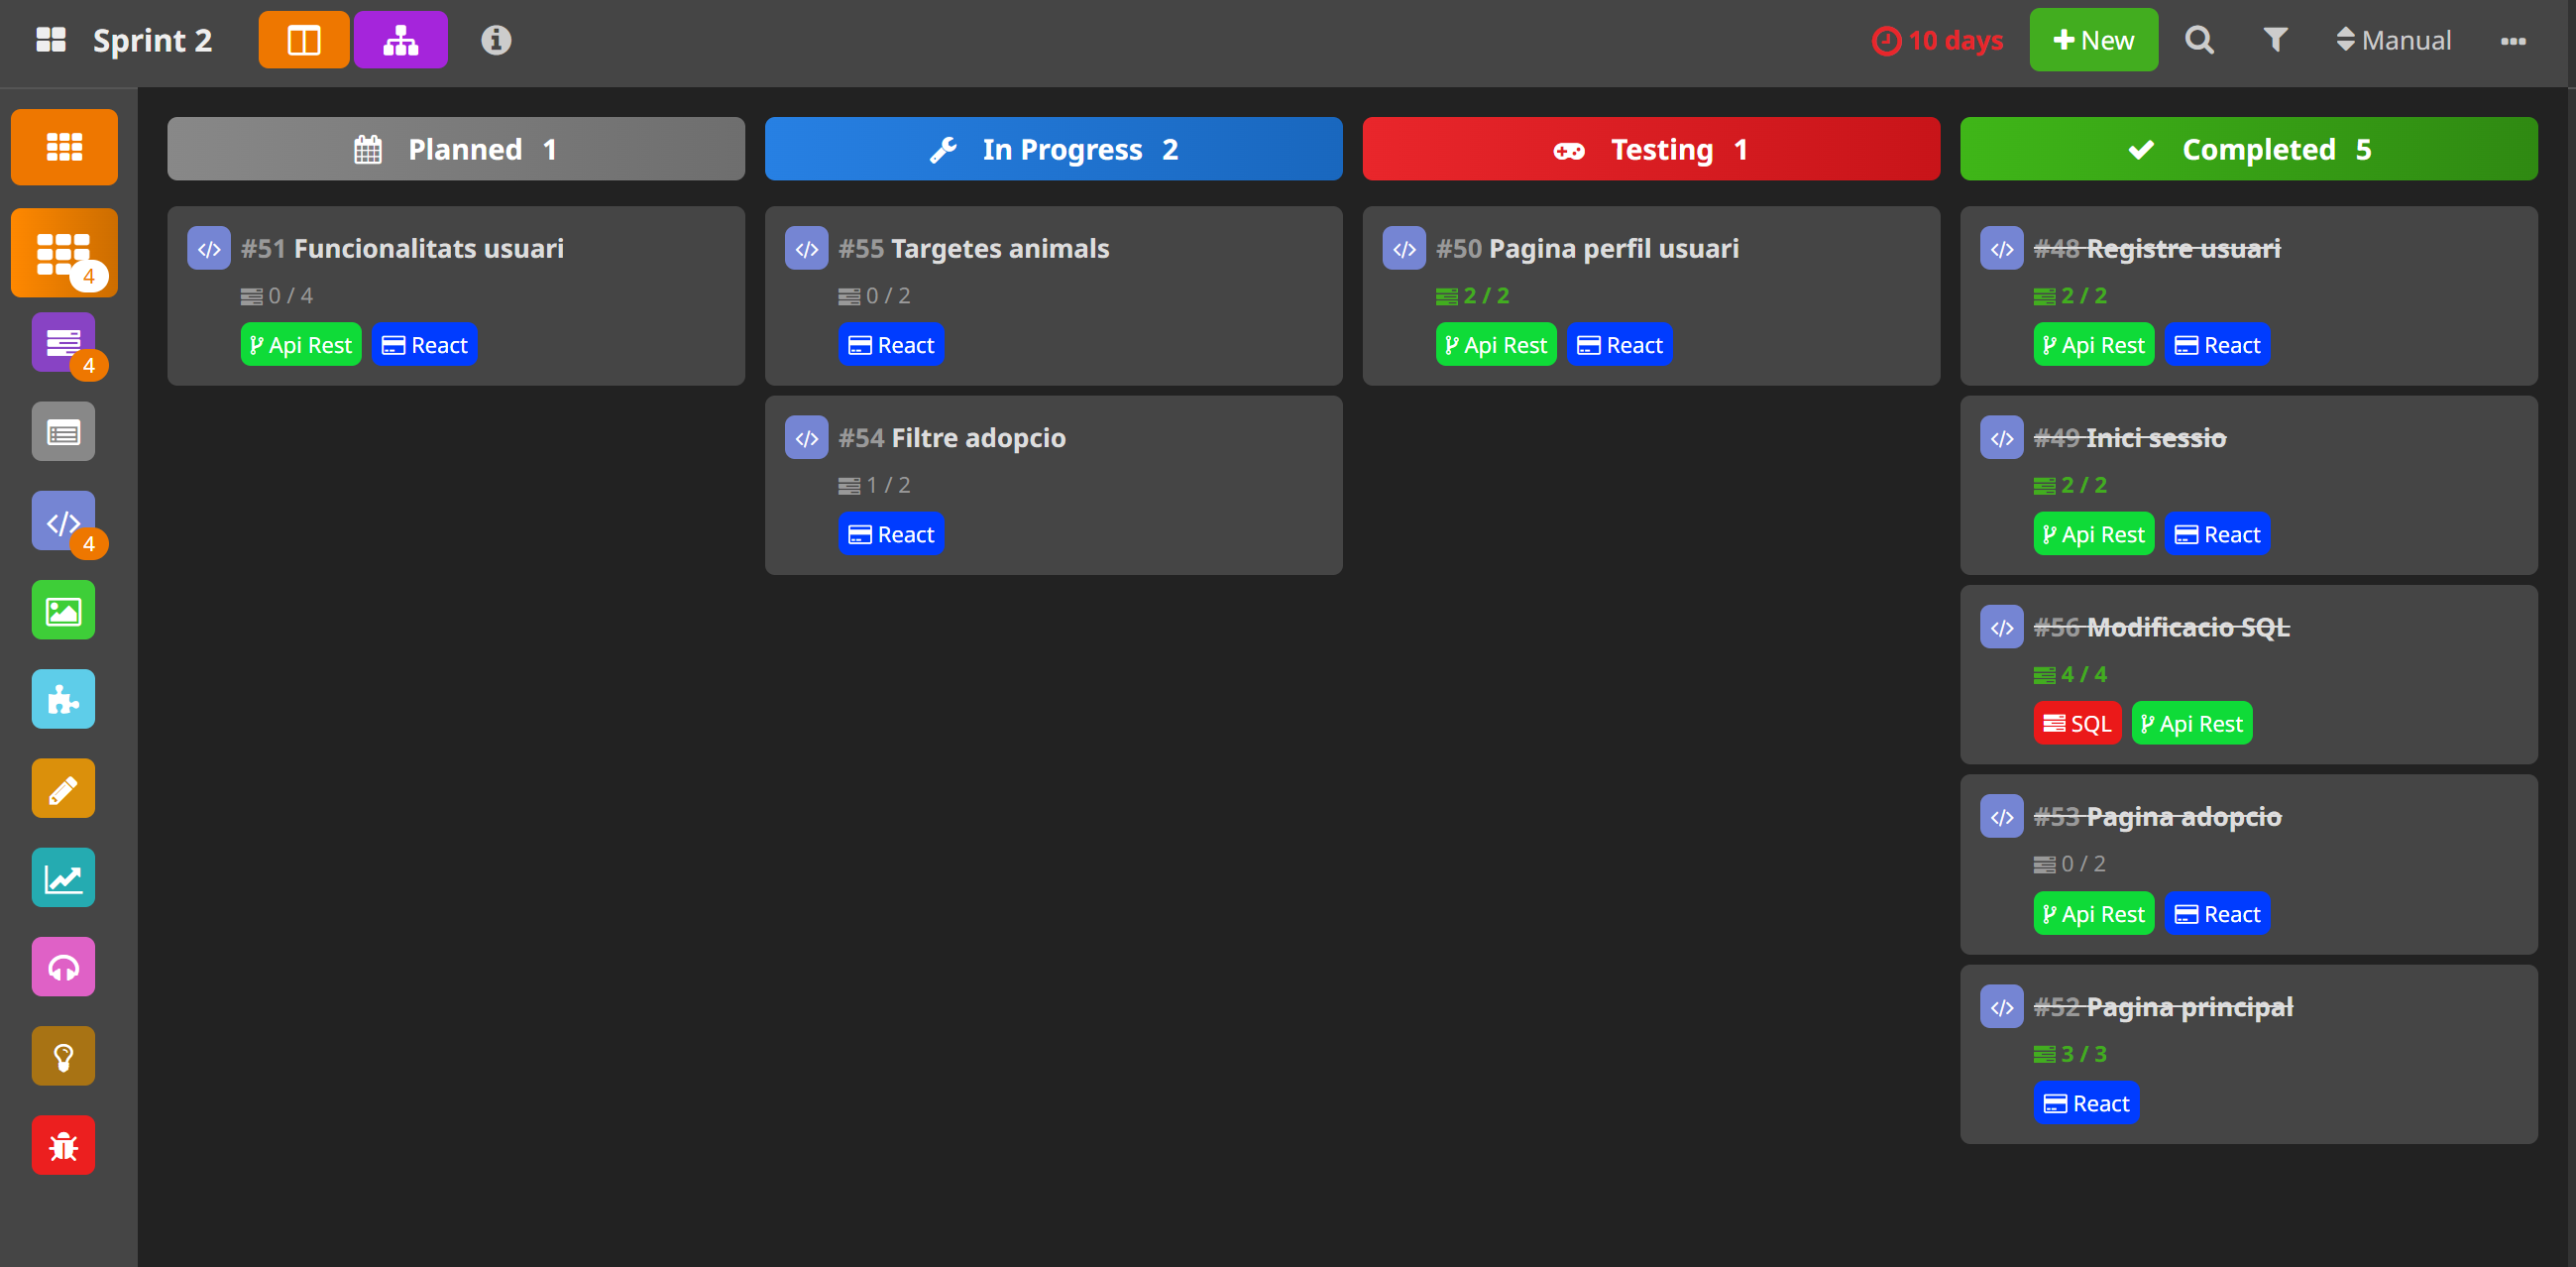 Sprint 2
10 days
New
Manual
4
4
4
Planned 1
#51 Funcionalitats usuari
0 / 4
Api Rest React
In Progress 2
#55 Targetes animals
0 / 2
React
#54 Filtre adopcio
1 / 2
React
Testing 1
#50 Pagina perfil usuari
2 / 2
Api Rest React
Completed 5
#48 Registre usuari
2 / 2
Api Rest React
#49 Inici sessio
2 / 2
Api Rest React
#56 Modificacio SQL
4 / 4
SQL Api Rest
#53 Pagina adopcio
0 / 2
Api Rest React
#52 Pagina principal
3 / 3
React